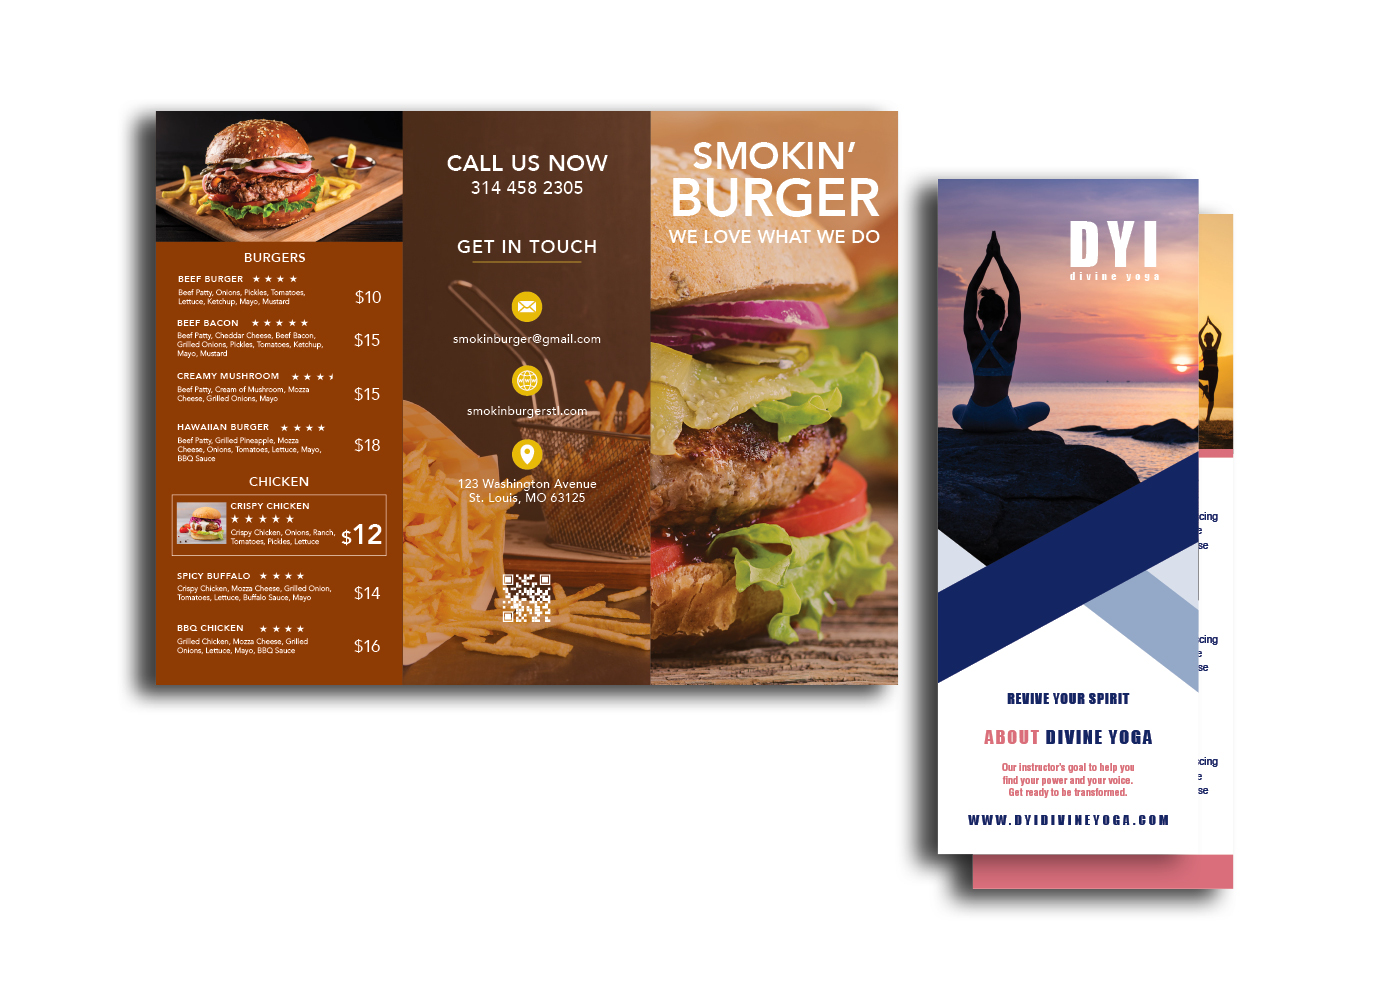 BURGERS
BEEF BURGER ★ ★ ★ ★
Beef Patty, Onions, Pickles, Tomatoes,
Lettuce, Ketchup, Mayo, Mustard
$10
BEEF BACON ★ ★ ★ ★ ★
Beef Patty, Cheddar Cheese, Beef Bacon,
Grilled Onions, Pickles, Tomatoes, Ketchup,
Mayo, Mustard
$15
CREAMY MUSHROOM ★ ★ ★
Beef Patty, Cream of Mushroom, Mozza
Cheese, Grilled Onions, Mayo
$15
HAWAIIAN BURGER ★ ★ ★ ★
Beef Patty, Grilled Pineapple, Mozza
Cheese, Onions, Tomatoes, Lettuce, Mayo,
BBQ Sauce
$18
CHICKEN
CRISPY CHICKEN
★ ★ ★ ★ ★
Crispy Chicken, Onions, Ranch,
Tomatoes, Pickles, Lettuce
$12
SPICY BUFFALO ★ ★ ★ ★
Crispy Chicken, Mozza Cheese, Grilled Onion,
Tomatoes, Lettuce, Buffalo Sauce, Mayo
$14
BBQ CHICKEN ★ ★ ★ ★
Grilled Chicken, Mozza Cheese, Grilled
Onions, Lettuce, Mayo, BBQ Sauce
$16
CALL US NOW
314 458 2305
GET IN TOUCH
smokinburger@gmail.com
smokinburgerstl.com
123 Washington Avenue
St. Louis, MO 63125
SMOKIN'
BURGER
WE LOVE WHAT WE DO
DYI
divine yoga
REVIVE YOUR SPIRIT
ABOUT DIVINE YOGA
Our instructor's goal to help you
find your power and your voice.
Get ready to be transformed.
WWW.DYIDIVINEYOGA.COM